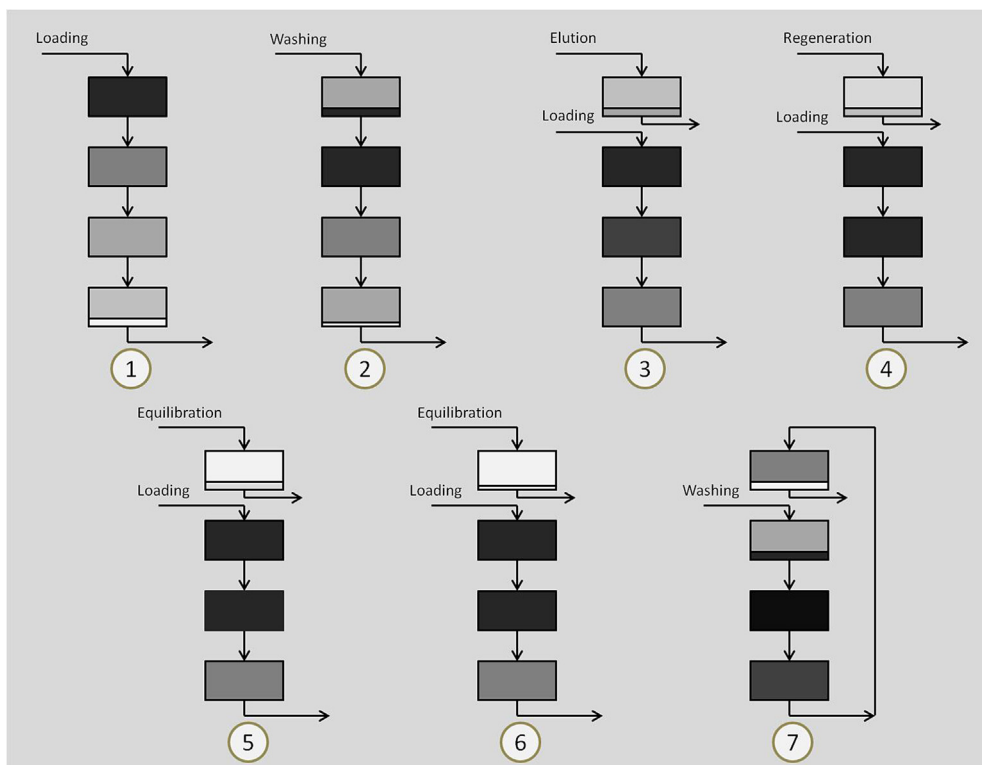 Loading
Washing
Elution
Loading
Regeneration
Loading
1
2
3
4
Equilibration
Loading
Equilibration
Loading
Washing
5
6
7